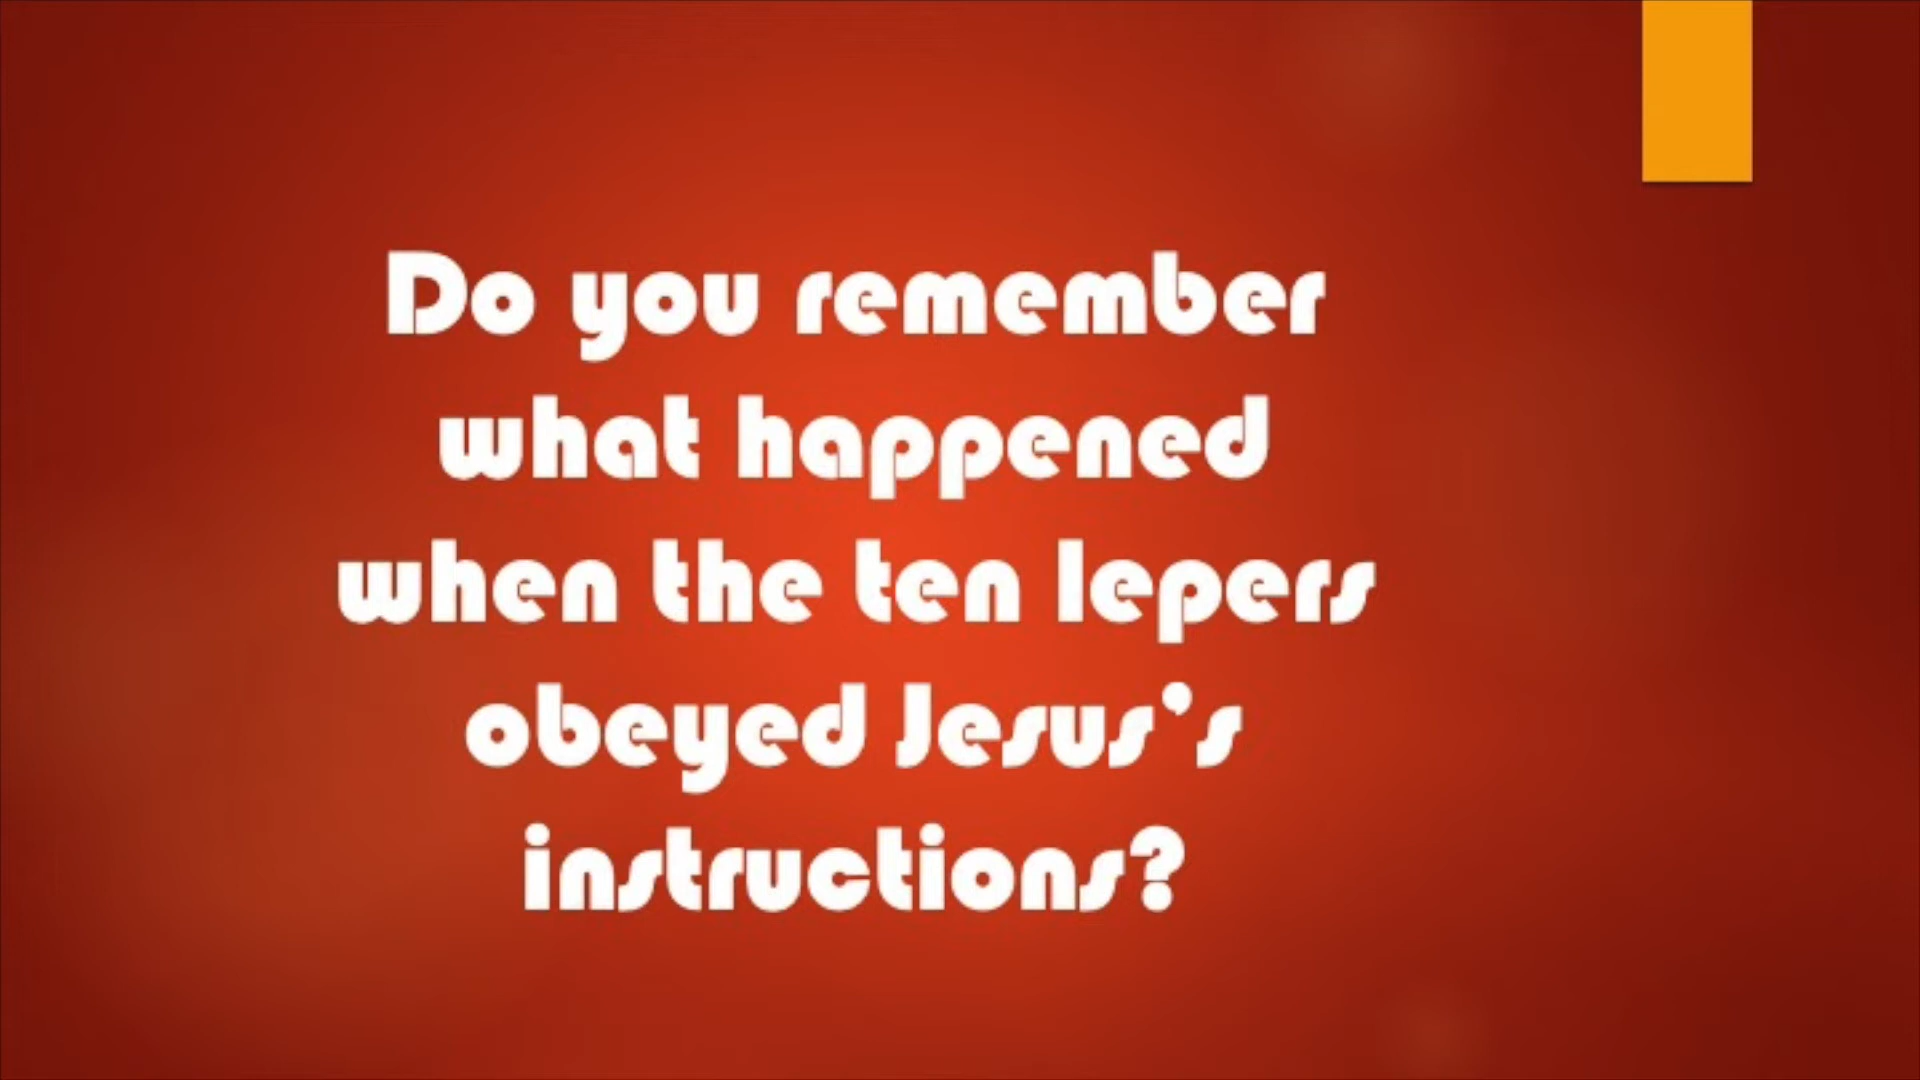 Do you remember
what happened
when the ten lepers
obeyed Jesus’s
instructions?